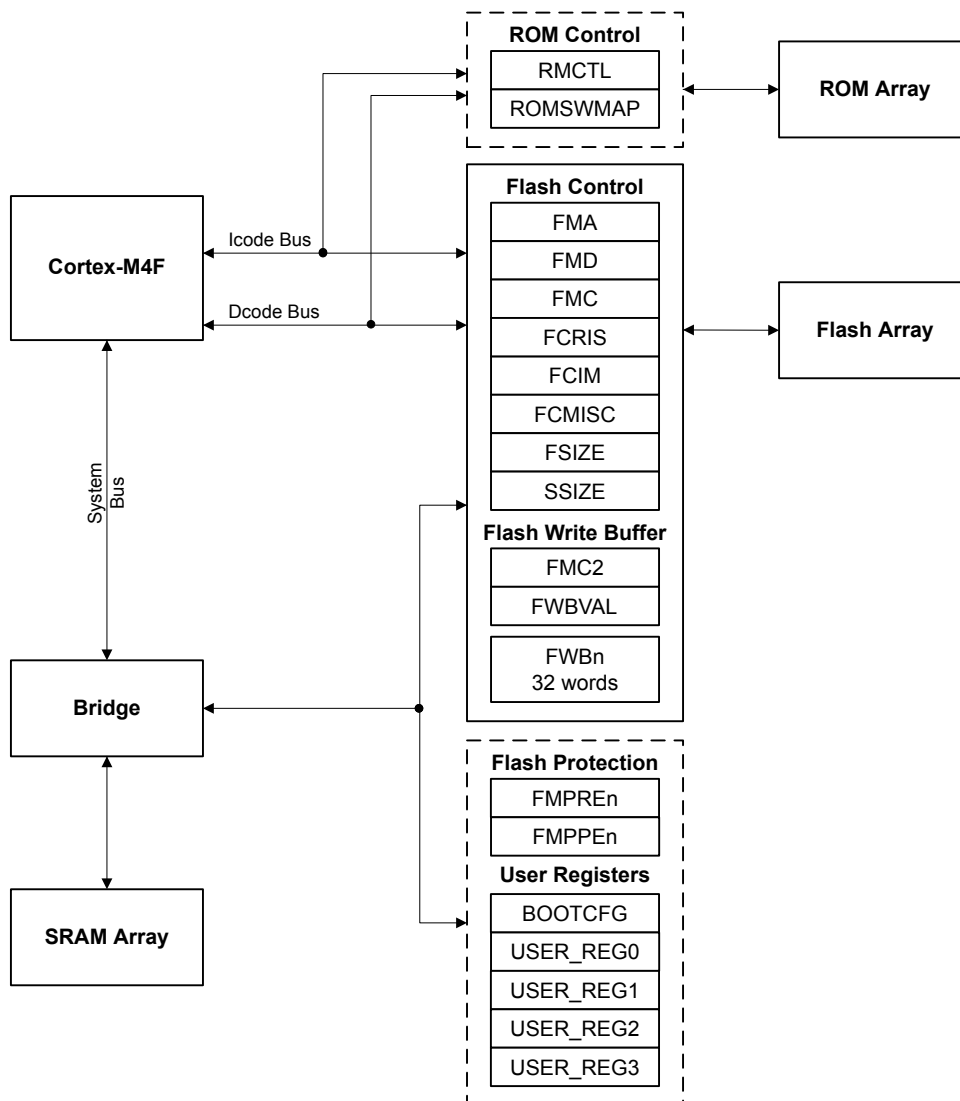 ROM Control
RMCTL
ROMSWMAP
ROM Array
Cortex-M4F
Icode Bus
Dcode Bus
Flash Control
FMA
FMD
FMC
FCRIS
FCIM
FCMISC
FSIZE
SSIZE
Flash Array
System
Bus
Flash Write Buffer
FMC2
FWBVAL
FWBn
32 words
Bridge
Flash Protection
FMPREn
FMPPEn
User Registers
BOOTCFG
USER_REG0
USER_REG1
USER_REG2
USER_REG3
SRAM Array